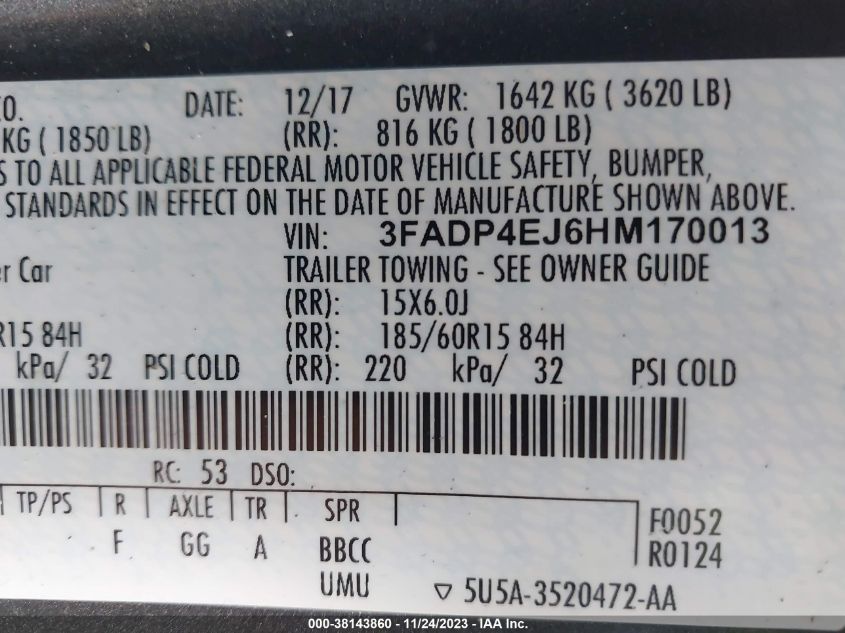 CO. DATE: 12/17 GVWR: 1642 KG ( 3620 LB)
KG ( 1850 LB) (RR): 816 KG ( 1800 LB)
S TO ALL APPLICABLE FEDERAL MOTOR VEHICLE SAFETY, BUMPER,
STANDARDS IN EFFECT ON THE DATE OF MANUFACTURE SHOWN ABOVE.
VIN: 3FADP4EJ6HM170013
er Car TRAILER TOWING - SEE OWNER GUIDE
(RR): 15X6.0J
R15 84H (RR): 185/60R15 84H
kPa/ 32 PSI COLD (RR): 220 kPa/ 32 PSI COLD
RC: 53 DSO:
TP/PS R AXLE TR SPR F0052
F GG A BBCC R0124
UMU ▽ 5U5A-3520472-AA
000-38143860 - 11/24/2023 - IAA Inc.